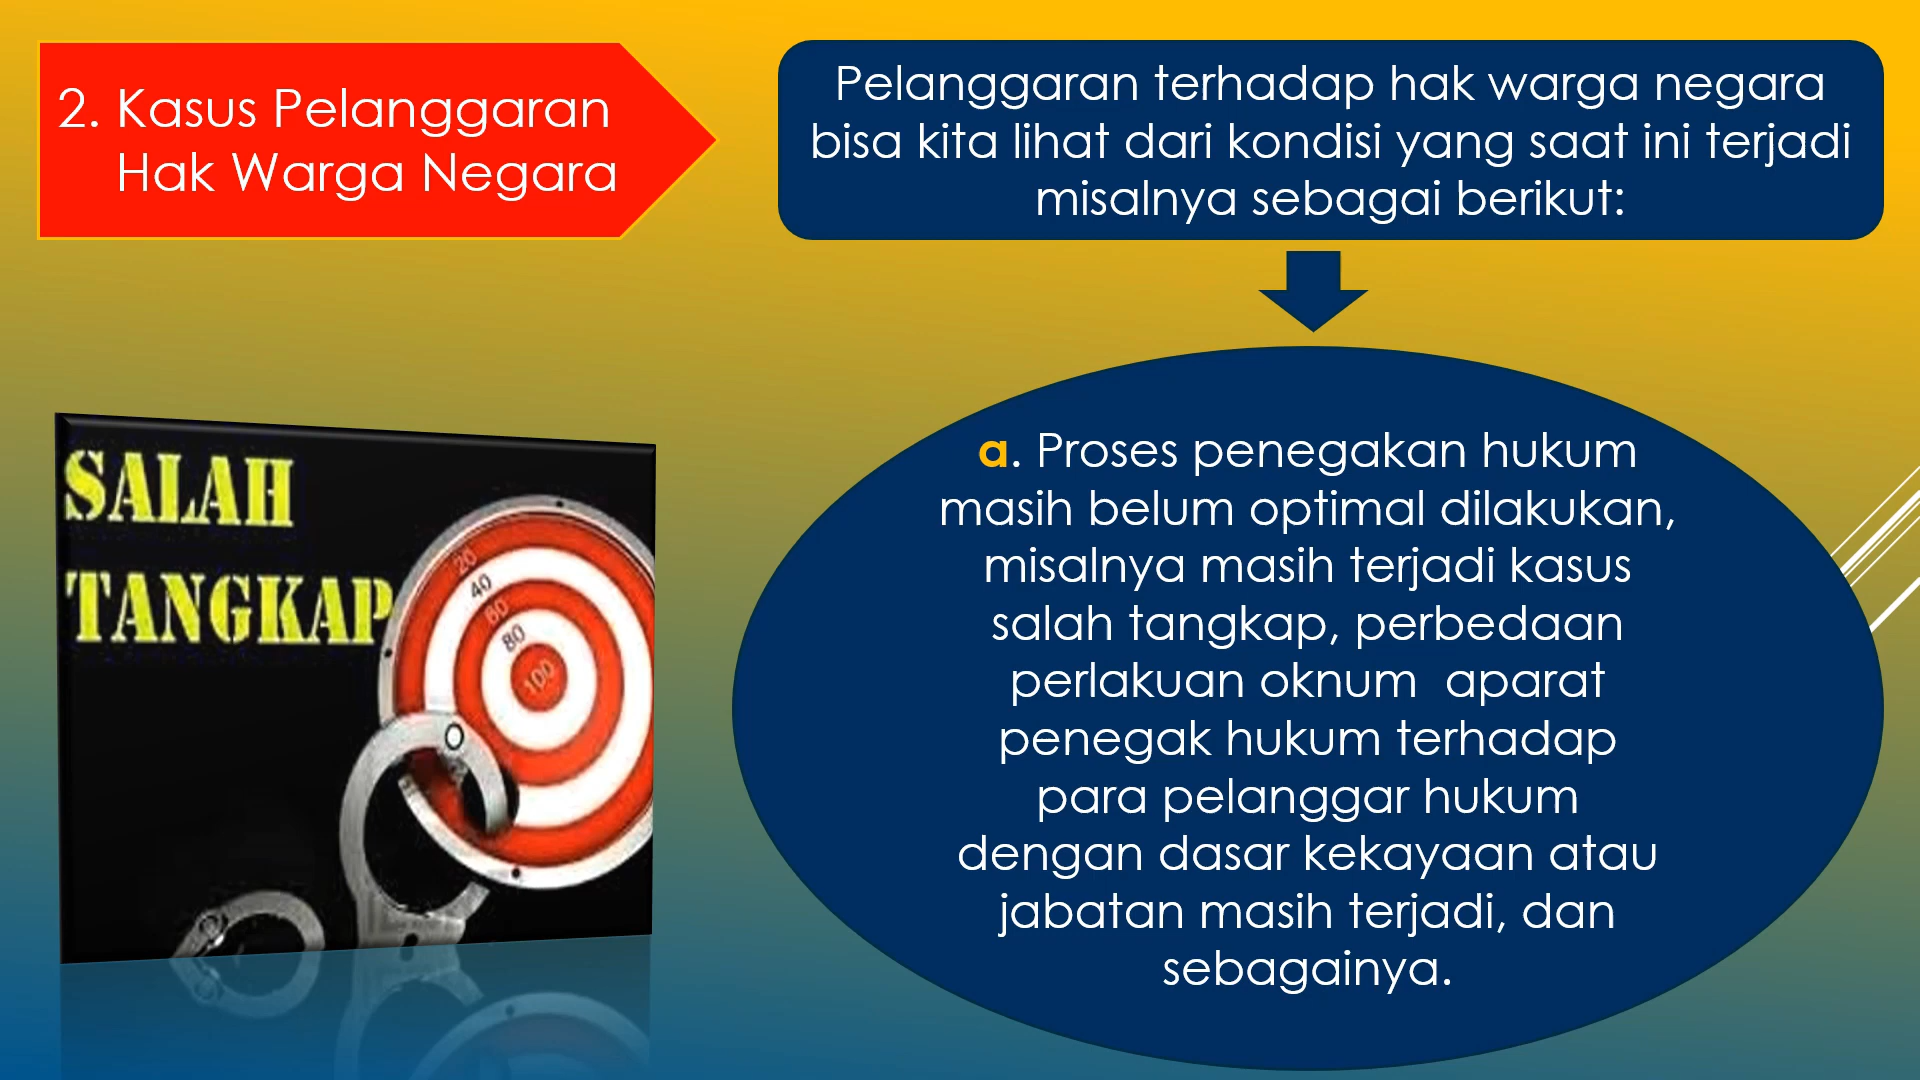 2. Kasus Pelanggaran
Hak Warga Negara
Pelanggaran terhadap hak warga negara
bisa kita lihat dari kondisi yang saat ini terjadi
misalnya sebagai berikut:
SALAH
TANGKAP
20
40
60
80
100
a. Proses penegakan hukum
masih belum optimal dilakukan,
misalnya masih terjadi kasus
salah tangkap, perbedaan
perlakuan oknum  aparat
penegak hukum terhadap
para pelanggar hukum
dengan dasar kekayaan atau
jabatan masih terjadi, dan
sebagainya.